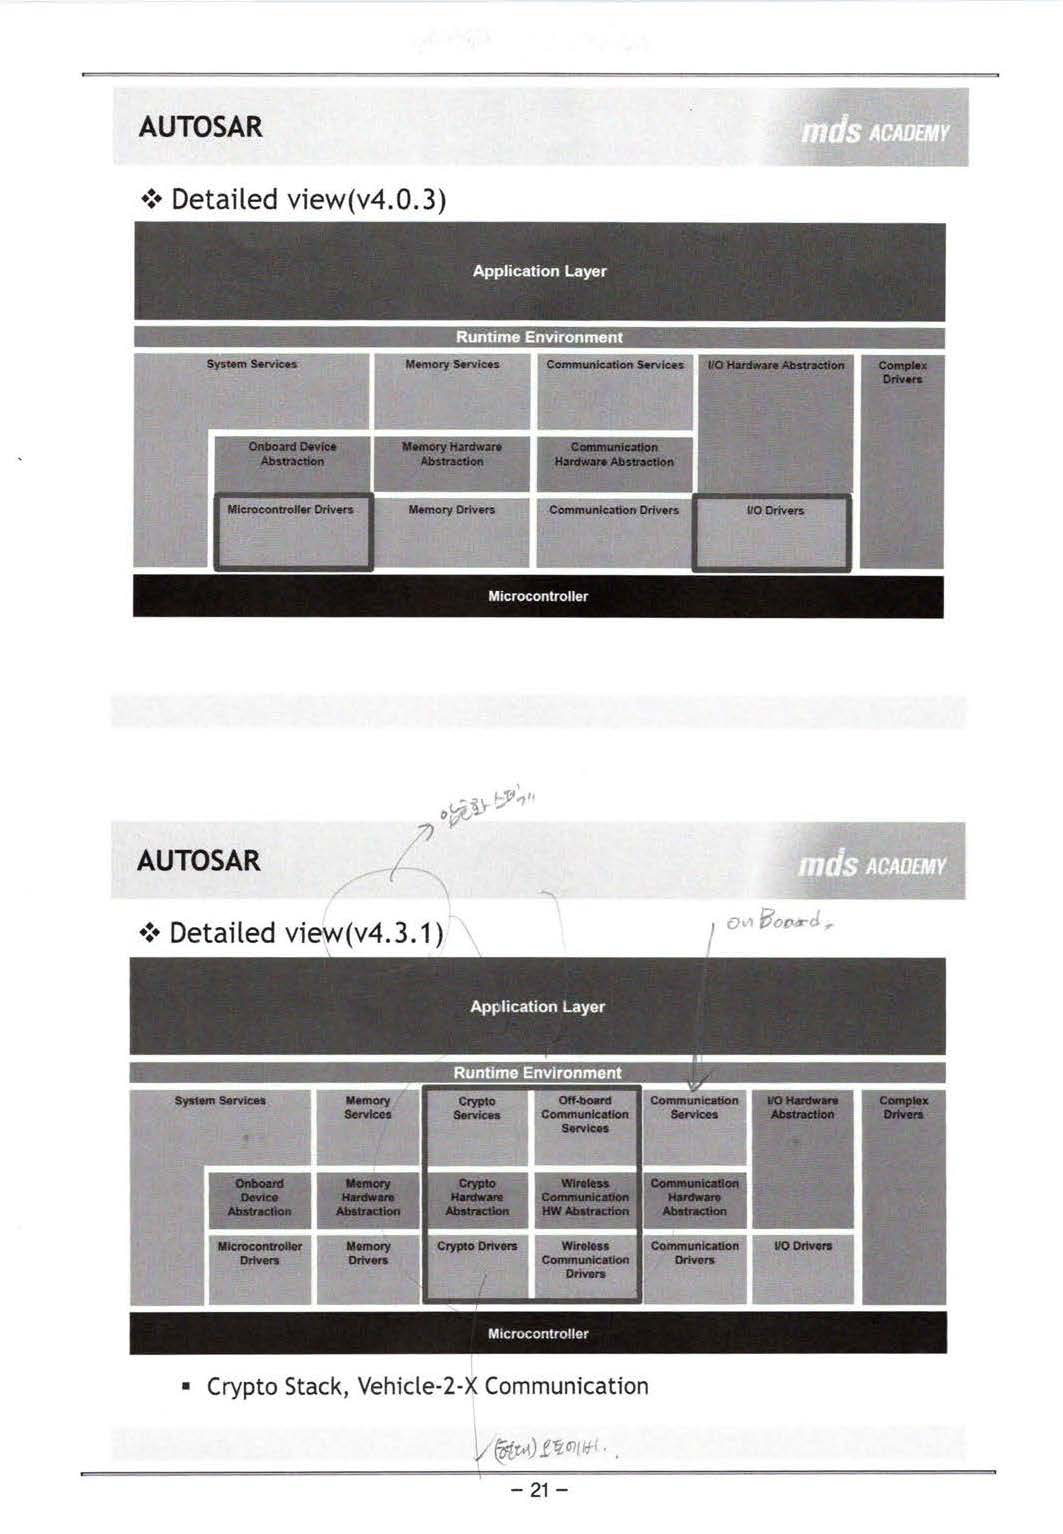 AUTOSAR
mds ACADEMY
❖ Detailed view(v4.0.3)
Application Layer
Runtime Environment
System Services
Memory Services
Communication Services
I/O Hardware Abstraction
Complex
Drivers
Onboard Device
Abstraction
Memory Hardware
Abstraction
Communication
Hardware Abstraction
Microcontroller Drivers
Memory Drivers
Communication Drivers
I/O Drivers
Microcontroller
암호화 스택
AUTOSAR
mds ACADEMY
❖ Detailed view(v4.3.1)
on Board
Application Layer
Runtime Environment
System Services
Memory
Services
Crypto
Services
Off-board
Communication
Services
Communication
Services
I/O Hardware
Abstraction
Complex
Drivers
Onboard
Device
Abstraction
Memory
Hardware
Abstraction
Crypto
Hardware
Abstraction
Wireless
Communication
HW Abstraction
Communication
Hardware
Abstraction
Microcontroller
Drivers
Memory
Drivers
Crypto Drivers
Wireless
Communication
Drivers
Communication
Drivers
I/O Drivers
Microcontroller
▪ Crypto Stack, Vehicle-2-X Communication
(현대) 오토에버.
– 21 –